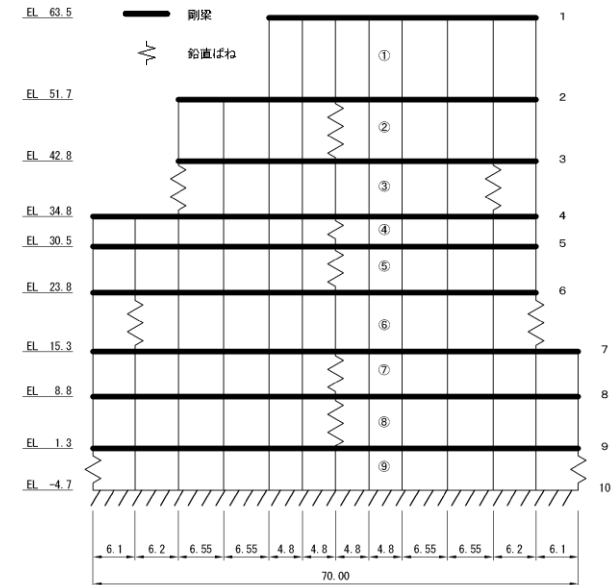 EL 63.5 剛梁 1
鉛直ばね
①
EL 51.7 2
②
EL 42.8 3
③
EL 34.8 4
④
EL 30.5 5
⑤
EL 23.8 6
⑥
EL 15.3 7
⑦
EL 8.8 8
⑧
EL 1.3 9
⑨
EL -4.7 10
6.1 6.2 6.55 6.55 4.8 4.8 4.8 4.8 6.55 6.55 6.2 6.1
70.00